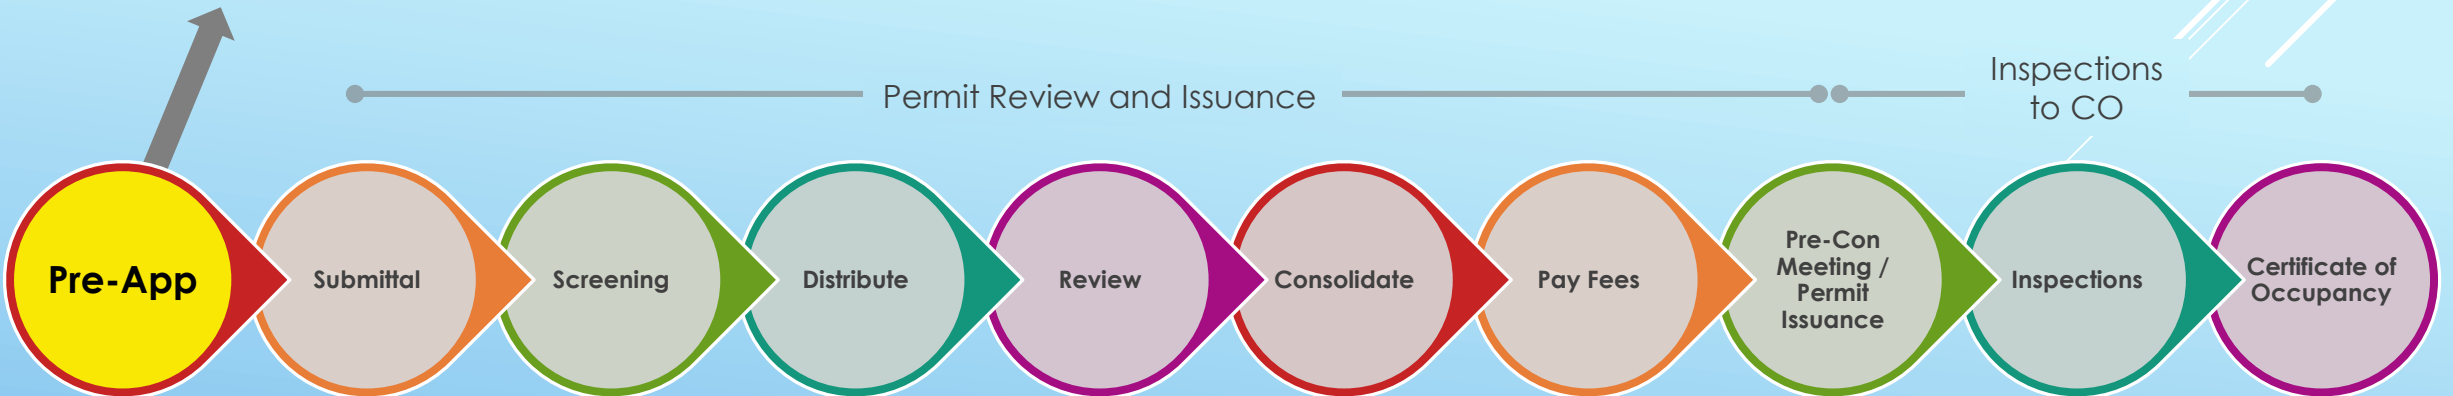 Permit Review and Issuance
Inspections
to CO
Pre-App
Submittal
Screening
Distribute
Review
Consolidate
Pay Fees
Pre-Con
Meeting /
Permit
Issuance
Inspections
Certificate of
Occupancy